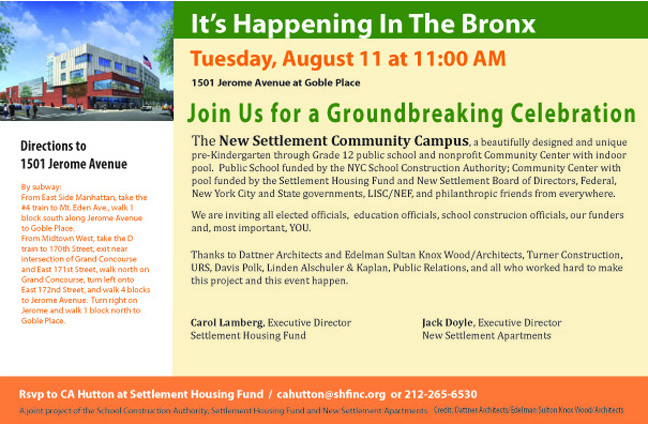 It's Happening In The Bronx
Tuesday, August 11 at 11:00 AM
1501 Jerome Avenue at Goble Place
Join Us for a Groundbreaking Celebration
The New Settlement Community Campus, a beautifully designed and unique
pre-Kindergarten through Grade 12 public school and nonprofit Community Center with indoor
pool.  Public School funded by the NYC School Construction Authority; Community Center with
pool funded by the Settlement Housing Fund and New Settlement Board of Directors, Federal,
New York City and State governments, LISC/NEF, and philanthropic friends from everywhere.
We are inviting all elected officials,  education officials, school construcion officials, our funders
and, most important, YOU.
Thanks to Dattner Architects and Edelman Sultan Knox Wood/Architects, Turner Construction,
URS, Davis Polk, Linden Alschuler & Kaplan, Public Relations, and all who worked hard to make
this project and this event happen.
Carol Lamberg, Executive Director
Settlement Housing Fund
Jack Doyle, Executive Director
New Settlement Apartments
Directions to
1501 Jerome Avenue
By subway:
From East Side Manhattan, take the
#4 train to Mt. Eden Ave., walk 1
block south along Jerome Avenue
to Goble Place.
From Midtown West, take the D
train to 170th Street, exit near
intersection of Grand Concourse
and East 171st Street, walk north on
Grand Concourse, turn left onto
East 172nd Street, and walk 4 blocks
to Jerome Avenue.  Turn right on
Jerome and walk 1 block north to
Goble Place.
Rsvp to CA Hutton at Settlement Housing Fund  /  cahutton@shfinc.org  or 212-265-6530
A joint project of the School Construction Authority, Settlement Housing Fund and New Settlement Apartments
Credit: Dattner Architects/Edelman Sulton Knox Wood/Architects